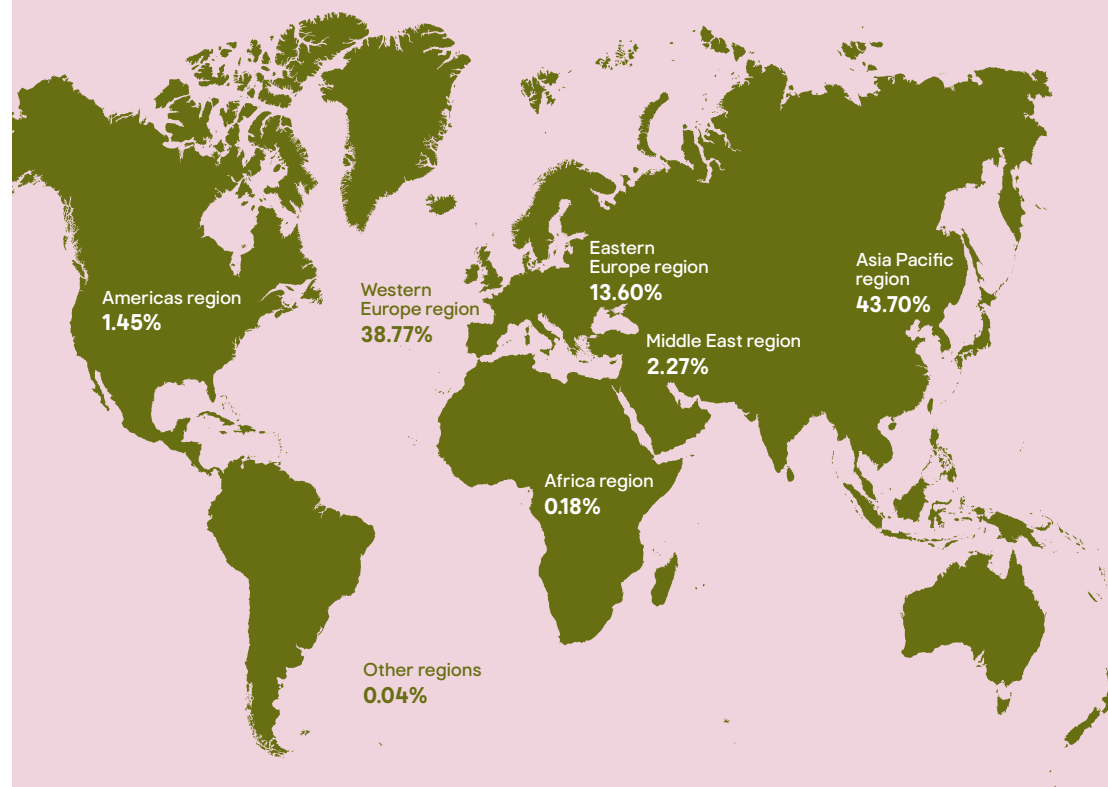 Americas region
1.45%
Western
Europe region
38.77%
Eastern
Europe region
13.60%
Middle East region
2.27%
Asia Pacific
region
43.70%
Africa region
0.18%
Other regions
0.04%